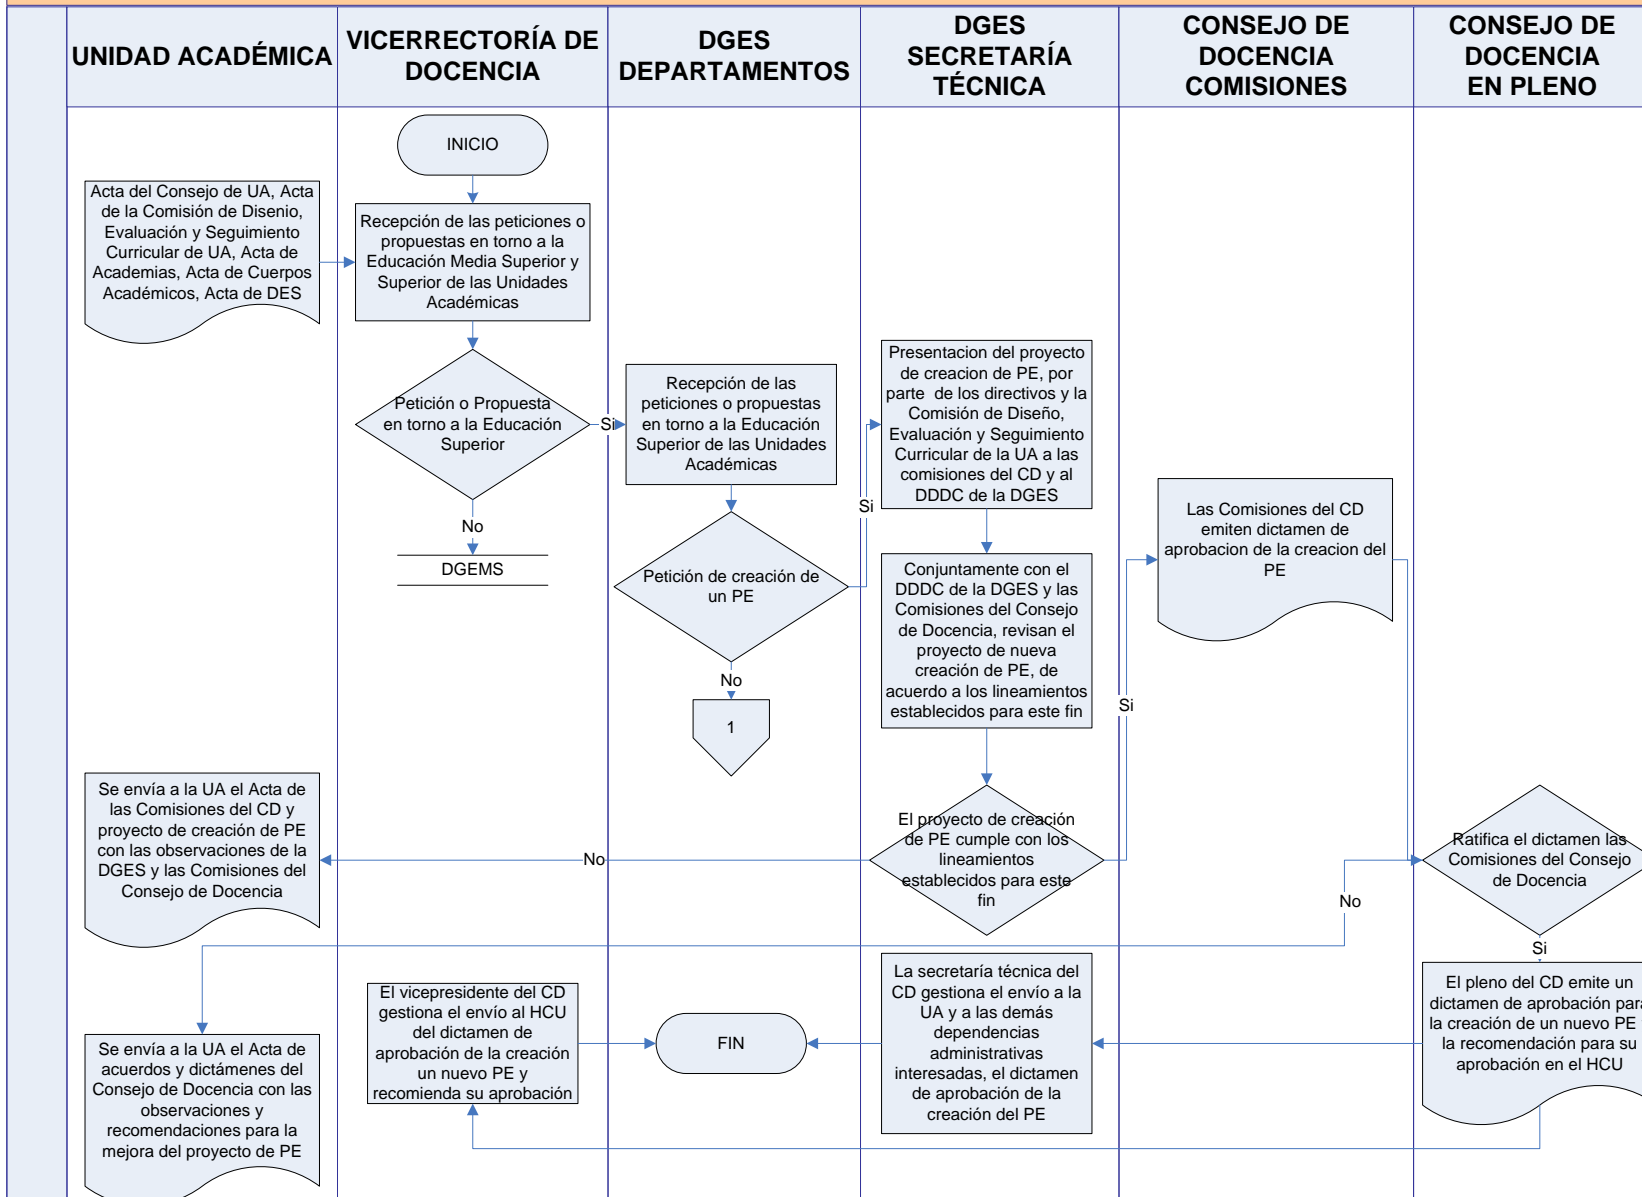 UNIDAD ACADÉMICA
VICERRECTORÍA DE
DOCENCIA
DGES
DEPARTAMENTOS
DGES
SECRETARÍA
TÉCNICA
CONSEJO DE
DOCENCIA
COMISIONES
CONSEJO DE
DOCENCIA
EN PLENO
INICIO
Acta del Consejo de UA, Acta
de la Comisión de Disenio,
Evaluación y Seguimiento
Curricular de UA, Acta de
Academias, Acta de Cuerpos
Académicos, Acta de DES
Recepción de las peticiones o
propuestas en torno a la
Educación Media Superior y
Superior de las Unidades
Académicas
Petición o Propuesta
en torno a la Educación
Superior
Si
No
DGEMS
Recepción de las
peticiones o propuestas
en torno a la Educación
Superior de las Unidades
Académicas
Petición de creación de
un PE
Si
No
1
Presentacion del proyecto
de creacion de PE, por
parte de los directivos y la
Comisión de Diseño,
Evaluación y Seguimiento
Curricular de la UA a las
comisiones del CD y al
DDDC de la DGES
Conjuntamente con el
DDDC de la DGES y las
Comisiones del Consejo
de Docencia, revisan el
proyecto de nueva
creación de PE, de
acuerdo a los lineamientos
establecidos para este fin
El proyecto de creación
de PE cumple con los
lineamientos
establecidos para este
fin
Si
No
Las Comisiones del CD
emiten dictamen de
aprobacion de la creacion del
PE
Ratifica el dictamen las
Comisiones del Consejo
de Docencia
No
Si
Se envía a la UA el Acta de
las Comisiones del CD y
proyecto de creación de PE
con las observaciones de la
DGES y las Comisiones del
Consejo de Docencia
Se envía a la UA el Acta de
acuerdos y dictámenes del
Consejo de Docencia con las
observaciones y
recomendaciones para la
mejora del proyecto de PE
El vicepresidente del CD
gestiona el envío al HCU
del dictamen de
aprobación de la creación
un nuevo PE y
recomienda su aprobación
FIN
La secretaría técnica del
CD gestiona el envío a la
UA y a las demás
dependencias
administrativas
interesadas, el dictamen
de aprobación de la
creación del PE
El pleno del CD emite un
dictamen de aprobación para
la creación de un nuevo PE
la recomendación para su
aprobación en el HCU